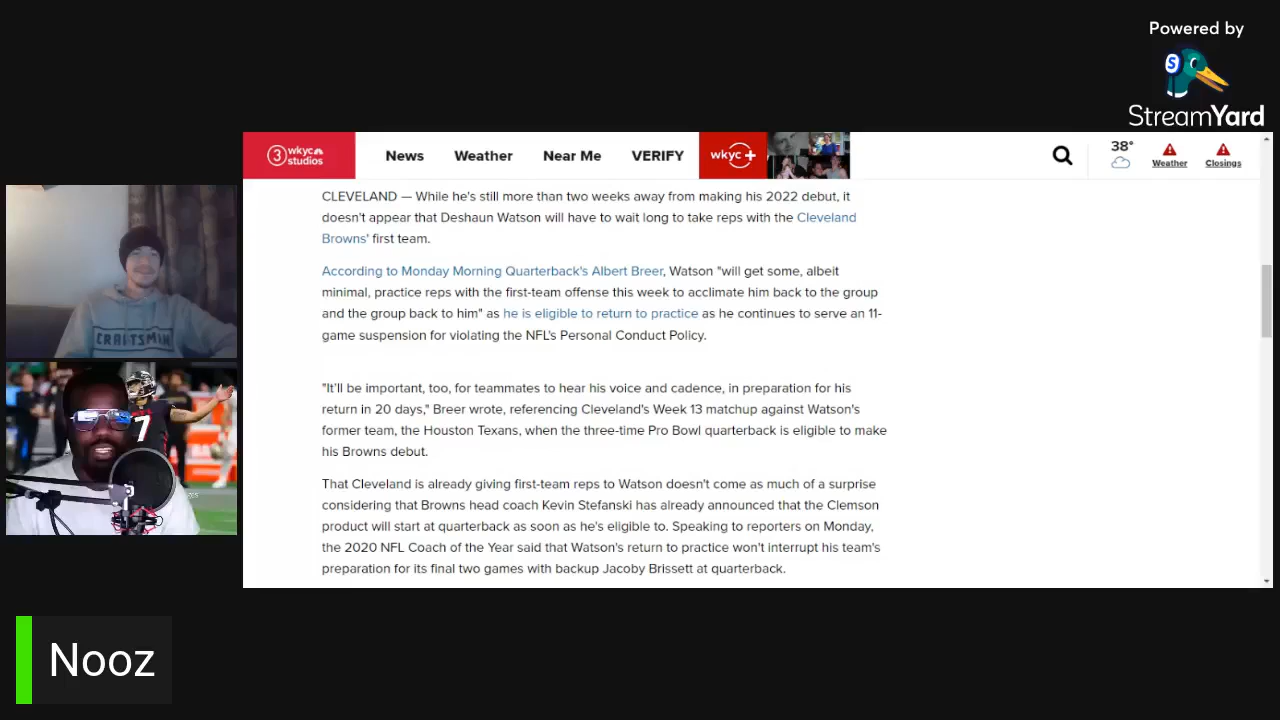 Powered by
S
StreamYard
3 wkyc studios
News Weather Near Me VERIFY wkyc+ 38° Weather Closings
CLEVELAND — While he's still more than two weeks away from making his 2022 debut, it
doesn't appear that Deshaun Watson will have to wait long to take reps with the Cleveland
Browns' first team.
According to Monday Morning Quarterback's Albert Breer, Watson "will get some, albeit
minimal, practice reps with the first-team offense this week to acclimate him back to the group
and the group back to him" as he is eligible to return to practice as he continues to serve an 11-
game suspension for violating the NFL's Personal Conduct Policy.
"It'll be important, too, for teammates to hear his voice and cadence, in preparation for his
return in 20 days," Breer wrote, referencing Cleveland's Week 13 matchup against Watson's
former team, the Houston Texans, when the three-time Pro Bowl quarterback is eligible to make
his Browns debut.
That Cleveland is already giving first-team reps to Watson doesn't come as much of a surprise
considering that Browns head coach Kevin Stefanski has already announced that the Clemson
product will start at quarterback as soon as he's eligible to. Speaking to reporters on Monday,
the 2020 NFL Coach of the Year said that Watson's return to practice won't interrupt his team's
preparation for its final two games with backup Jacoby Brissett at quarterback.
CRAFTSMAN
7
Nooz